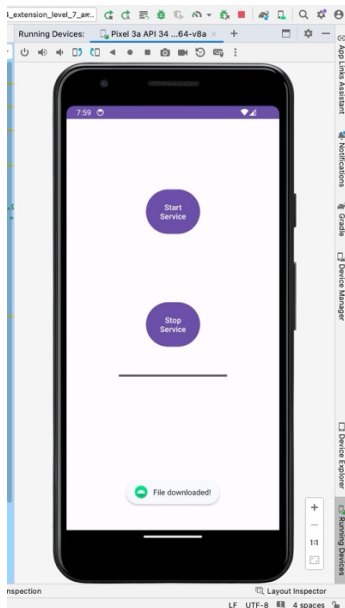 4_extension_level_7_a
Running Devices:
Pixel 3a API 34 ...64-v8a
7:59
Start
Service
Stop
Service
File downloaded!
1:1
App Links Assistant
Notifications
Gradle
Device Manager
Device Explorer
Running Devices
nspection
Layout Inspector
LF UTF-8 4 spaces